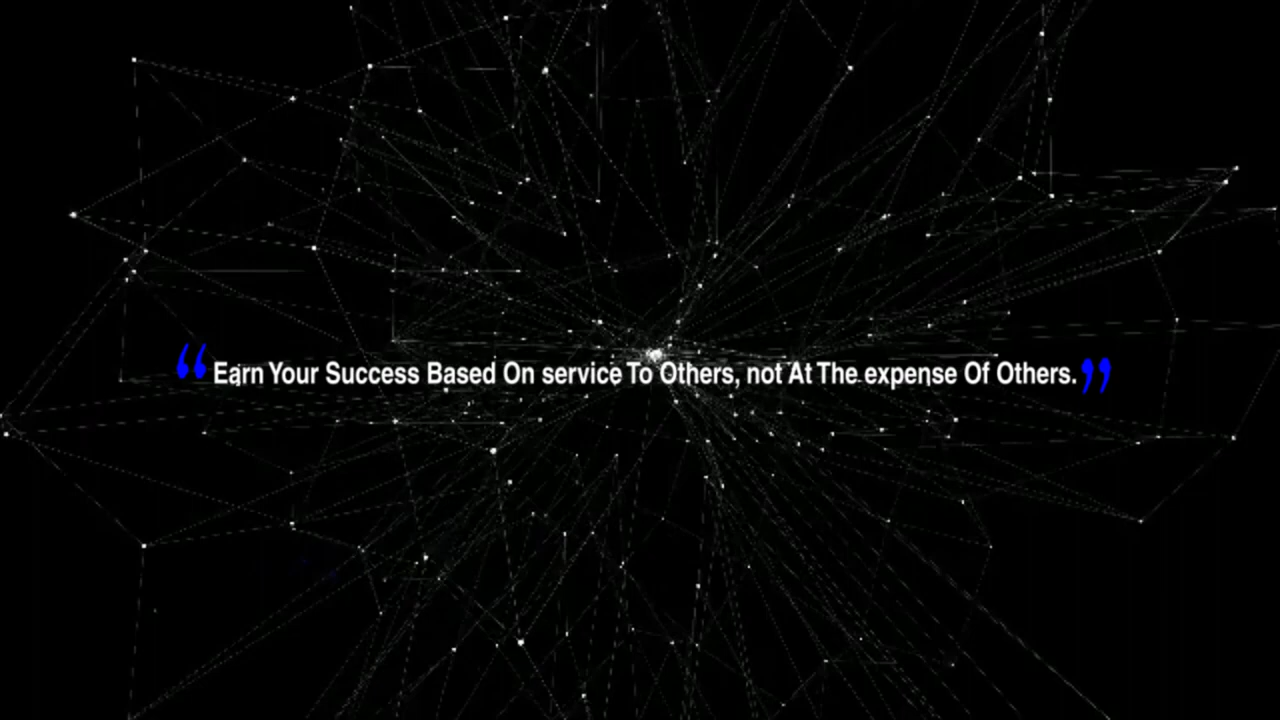 “Earn Your Success Based On service To Others, not At The expense Of Others.”